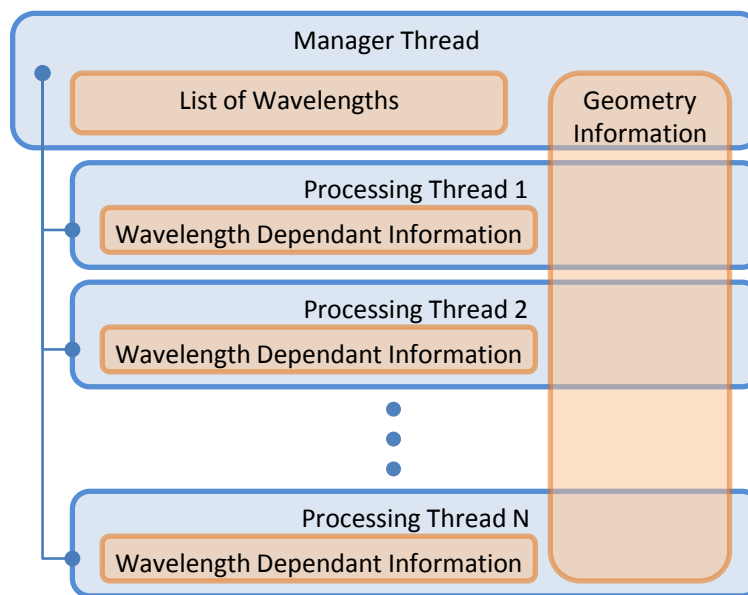 Manager Thread
List of Wavelengths
Geometry
Information
Processing Thread 1
Wavelength Dependant Information
Processing Thread 2
Wavelength Dependant Information
Processing Thread N
Wavelength Dependant Information